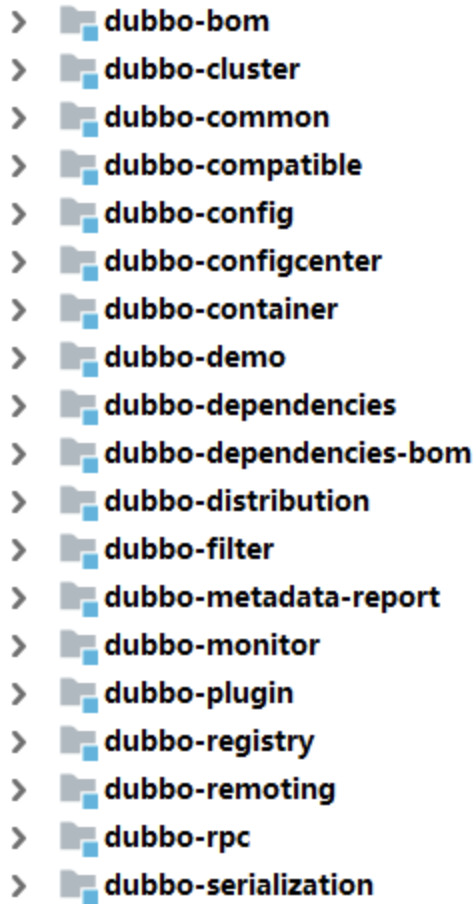 dubbo-bom
dubbo-cluster
dubbo-common
dubbo-compatible
dubbo-config
dubbo-configcenter
dubbo-container
dubbo-demo
dubbo-dependencies
dubbo-dependencies-bom
dubbo-distribution
dubbo-filter
dubbo-metadata-report
dubbo-monitor
dubbo-plugin
dubbo-registry
dubbo-remoting
dubbo-rpc
dubbo-serialization